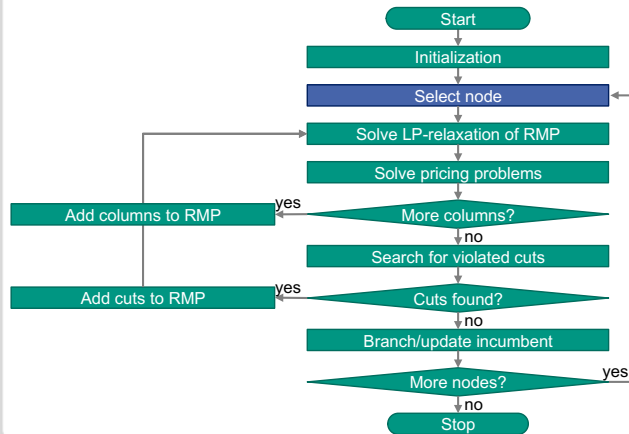 Start
Initialization
Select node
Solve LP-relaxation of RMP
Solve pricing problems
yes
Add columns to RMP
More columns?
no
Search for violated cuts
yes
Add cuts to RMP
Cuts found?
no
Branch/update incumbent
More nodes?
yes
no
Stop